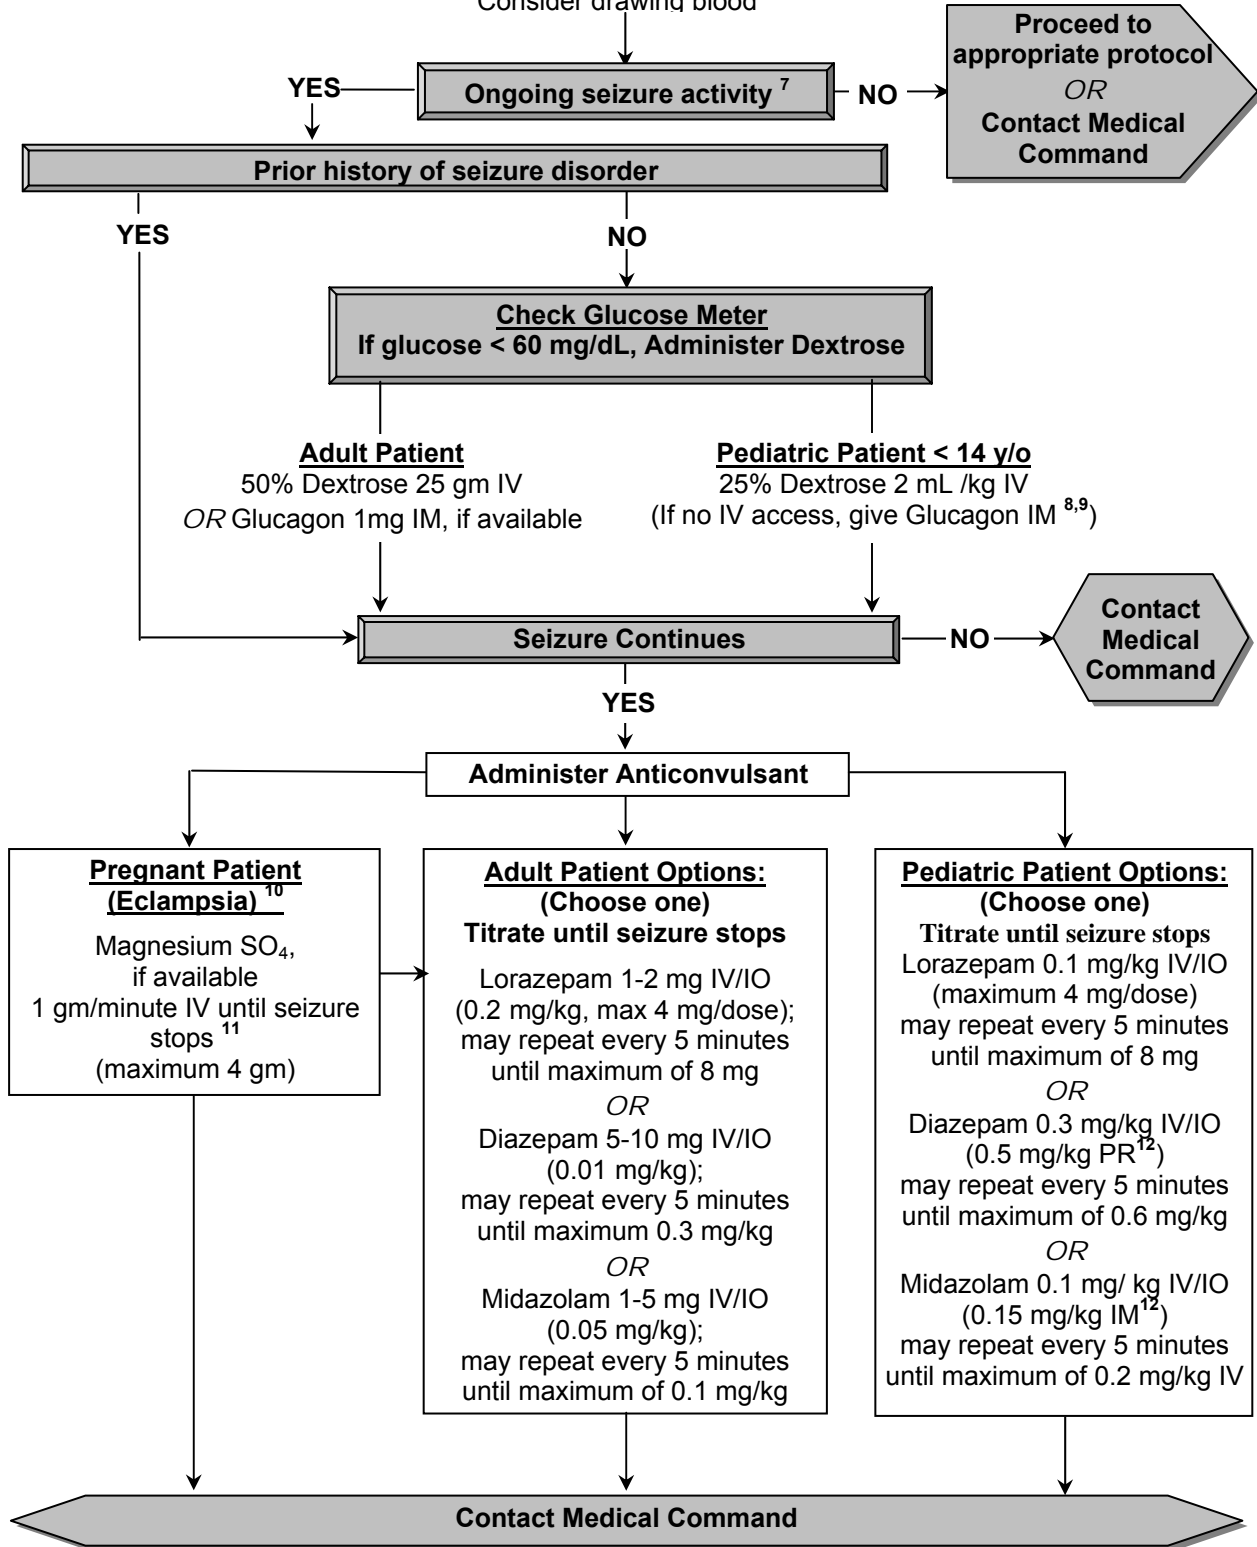 Consider drawing blood
Proceed to
appropriate protocol
OR
Contact Medical
Command
YES
Ongoing seizure activity 7
NO
Prior history of seizure disorder
YES
NO
Check Glucose Meter
If glucose < 60 mg/dL, Administer Dextrose
Adult Patient
50% Dextrose 25 gm IV
OR Glucagon 1mg IM, if available
Pediatric Patient < 14 y/o
25% Dextrose 2 mL /kg IV
(If no IV access, give Glucagon IM 8,9)
Seizure Continues
NO
Contact
Medical
Command
YES
Administer Anticonvulsant
Pregnant Patient
(Eclampsia) 10
Magnesium SO4,
if available
1 gm/minute IV until seizure
stops 11
(maximum 4 gm)
Adult Patient Options:
(Choose one)
Titrate until seizure stops
Lorazepam 1-2 mg IV/IO
(0.2 mg/kg, max 4 mg/dose);
may repeat every 5 minutes
until maximum of 8 mg
OR
Diazepam 5-10 mg IV/IO
(0.01 mg/kg);
may repeat every 5 minutes
until maximum 0.3 mg/kg
OR
Midazolam 1-5 mg IV/IO
(0.05 mg/kg);
may repeat every 5 minutes
until maximum of 0.1 mg/kg
Pediatric Patient Options:
(Choose one)
Titrate until seizure stops
Lorazepam 0.1 mg/kg IV/IO
(maximum 4 mg/dose)
may repeat every 5 minutes
until maximum of 8 mg
OR
Diazepam 0.3 mg/kg IV/IO
(0.5 mg/kg PR12)
may repeat every 5 minutes
until maximum of 0.6 mg/kg
OR
Midazolam 0.1 mg/ kg IV/IO
(0.15 mg/kg IM12)
may repeat every 5 minutes
until maximum of 0.2 mg/kg IV
Contact Medical Command